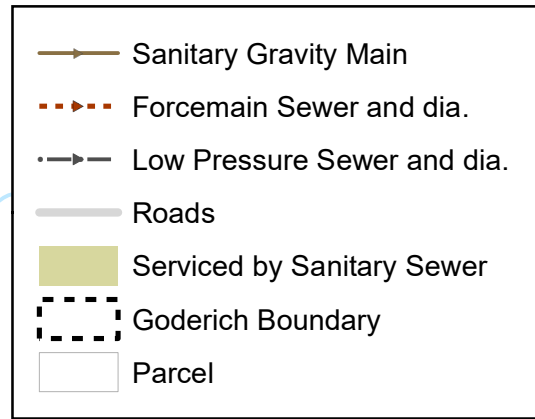 Sanitary Gravity Main
Forcemain Sewer and dia.
Low Pressure Sewer and dia.
Roads
Serviced by Sanitary Sewer
Goderich Boundary
Parcel